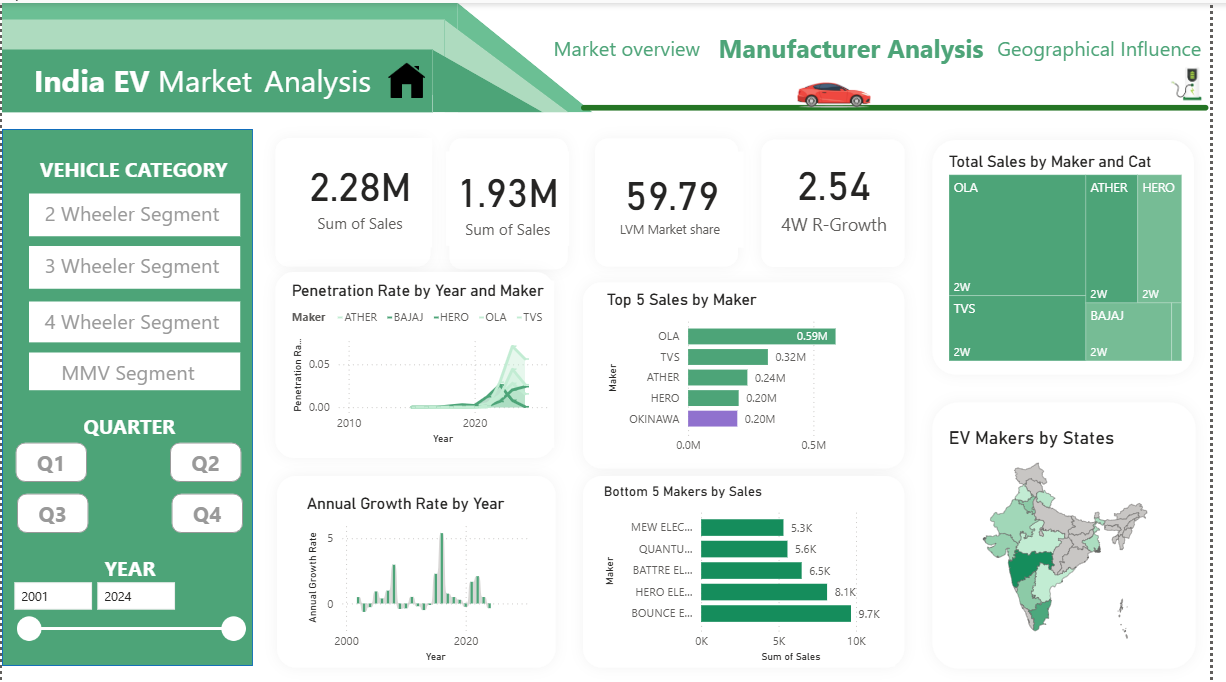 India EV Market Analysis
Market overview
Manufacturer Analysis
Geographical Influence
VEHICLE CATEGORY
2 Wheeler Segment
3 Wheeler Segment
4 Wheeler Segment
MMV Segment
QUARTER
Q1
Q2
Q3
Q4
YEAR
2001
2024
2.28M
Sum of Sales
1.93M
Sum of Sales
59.79
LVM Market share
2.54
4W R-Growth
Penetration Rate by Year and Maker
Maker ATHER BAJAJ HERO OLA TVS
Penetration Ra...
0.05
0.00
2010
2020
Year
Annual Growth Rate by Year
Annual Growth Rate
5
0
2000
2020
Year
Top 5 Sales by Maker
Maker
OLA 0.59M
TVS 0.32M
ATHER 0.24M
HERO 0.20M
OKINAWA 0.20M
0.0M
0.5M
Bottom 5 Makers by Sales
Maker
MEW ELEC... 5.3K
QUANTU... 5.6K
BATTRE EL... 6.5K
HERO ELE... 8.1K
BOUNCE E... 9.7K
0K
5K
10K
Sum of Sales
Total Sales by Maker and Cat
OLA
2W
ATHER
2W
HERO
2W
TVS
2W
BAJAJ
2W
EV Makers by States